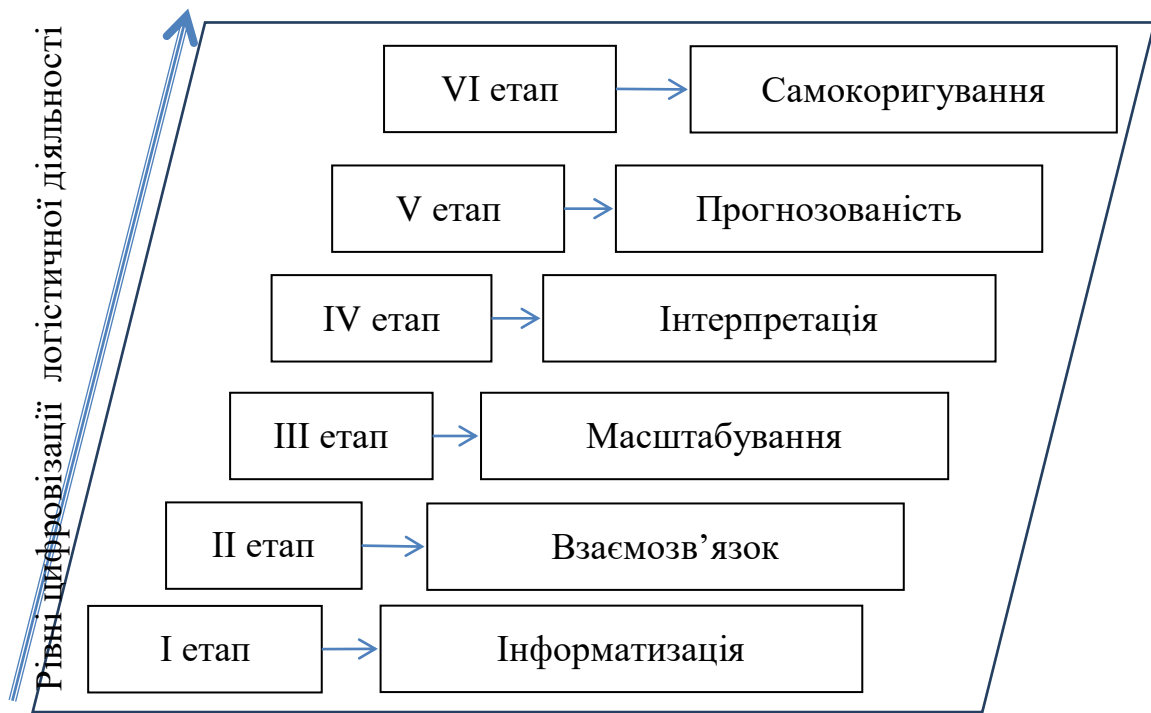 Рівні цифровізації логістичної діяльності
VI етап
Самокоригування
V етап
Прогнозованість
IV етап
Інтерпретація
III етап
Масштабування
II етап
Взаємозв’язок
I етап
Інформатизація